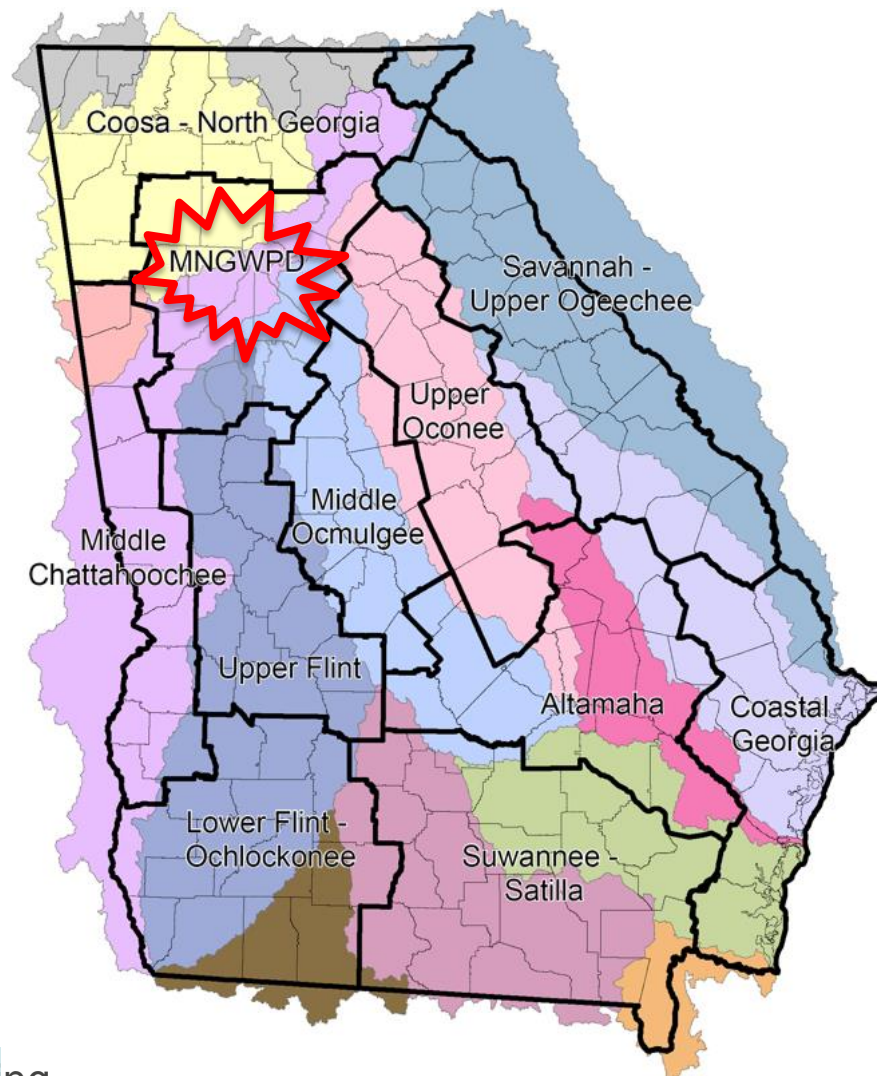 Coosa - North Georgia
MNGWPD
Savannah -
Upper Ogeechee
Upper
Oconee
Middle
Ocmulgee
Middle
Chattahoochee
Upper Flint
Altamaha
Coastal
Georgia
Lower Flint -
Ochlockonee
Suwannee -
Satilla